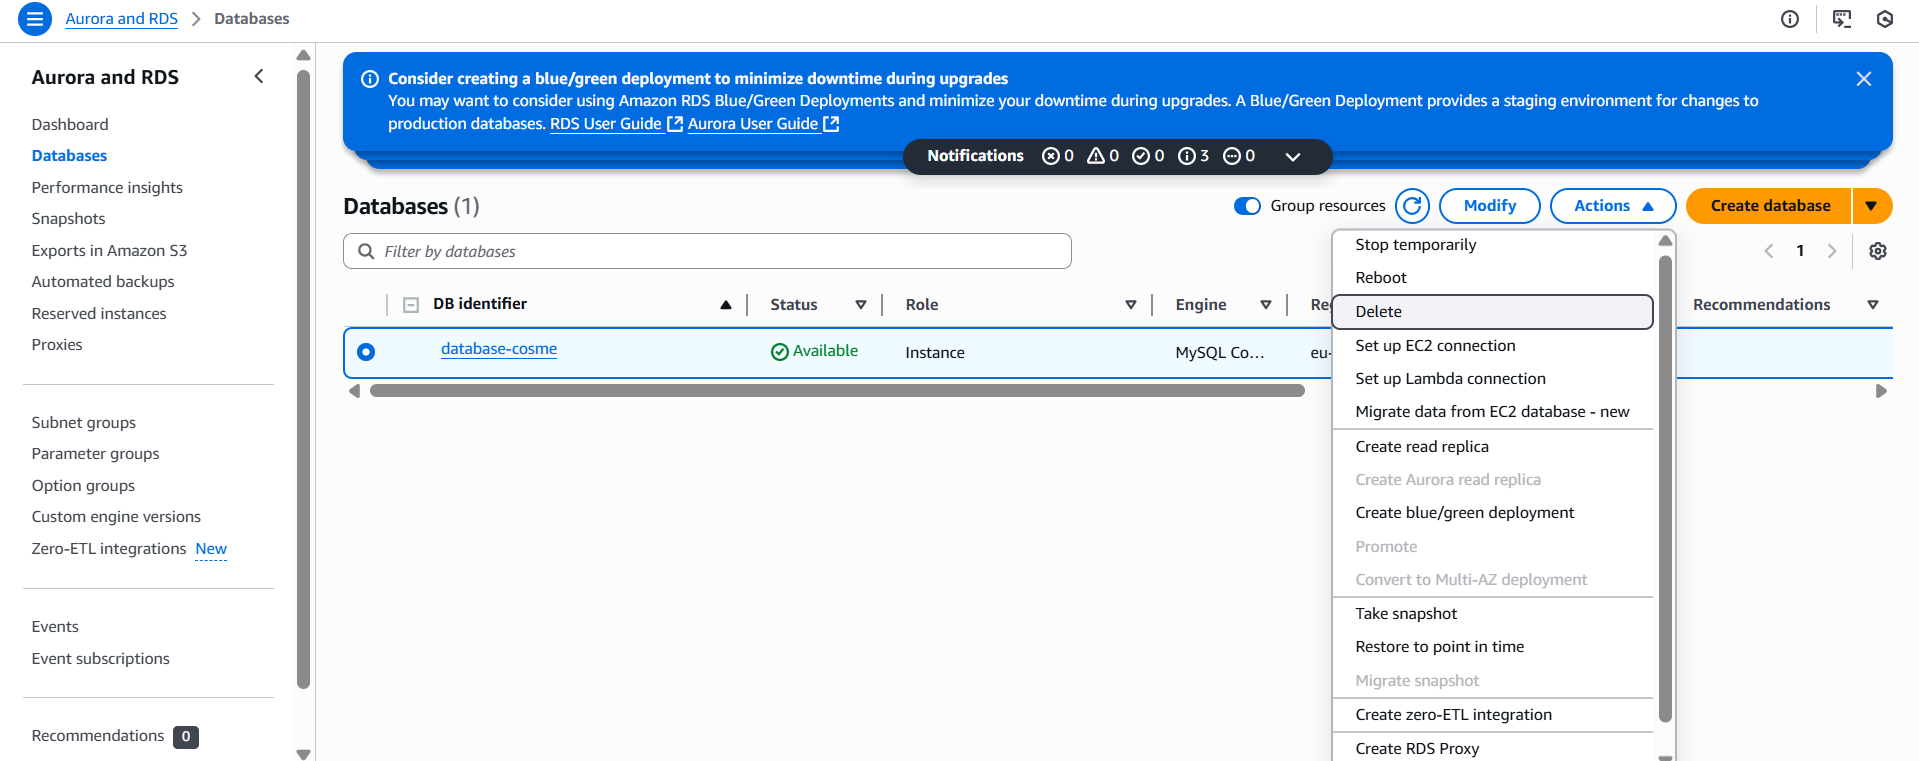 Aurora and RDS > Databases
Aurora and RDS
Dashboard
Databases
Performance insights
Snapshots
Exports in Amazon S3
Automated backups
Reserved instances
Proxies
Subnet groups
Parameter groups
Option groups
Custom engine versions
Zero-ETL integrations New
Events
Event subscriptions
Recommendations 0
Consider creating a blue/green deployment to minimize downtime during upgrades
You may want to consider using Amazon RDS Blue/Green Deployments and minimize your downtime during upgrades. A Blue/Green Deployment provides a staging environment for changes to
production databases. RDS User Guide Aurora User Guide
Notifications 0 0 0 3 0
Databases (1)
Group resources
Modify
Actions
Create database
Filter by databases
1
DB identifier Status Role Engine Re Recommendations
database-cosme Available Instance MySQL Co... eu-
Stop temporarily
Reboot
Delete
Set up EC2 connection
Set up Lambda connection
Migrate data from EC2 database - new
Create read replica
Create Aurora read replica
Create blue/green deployment
Promote
Convert to Multi-AZ deployment
Take snapshot
Restore to point in time
Migrate snapshot
Create zero-ETL integration
Create RDS Proxy